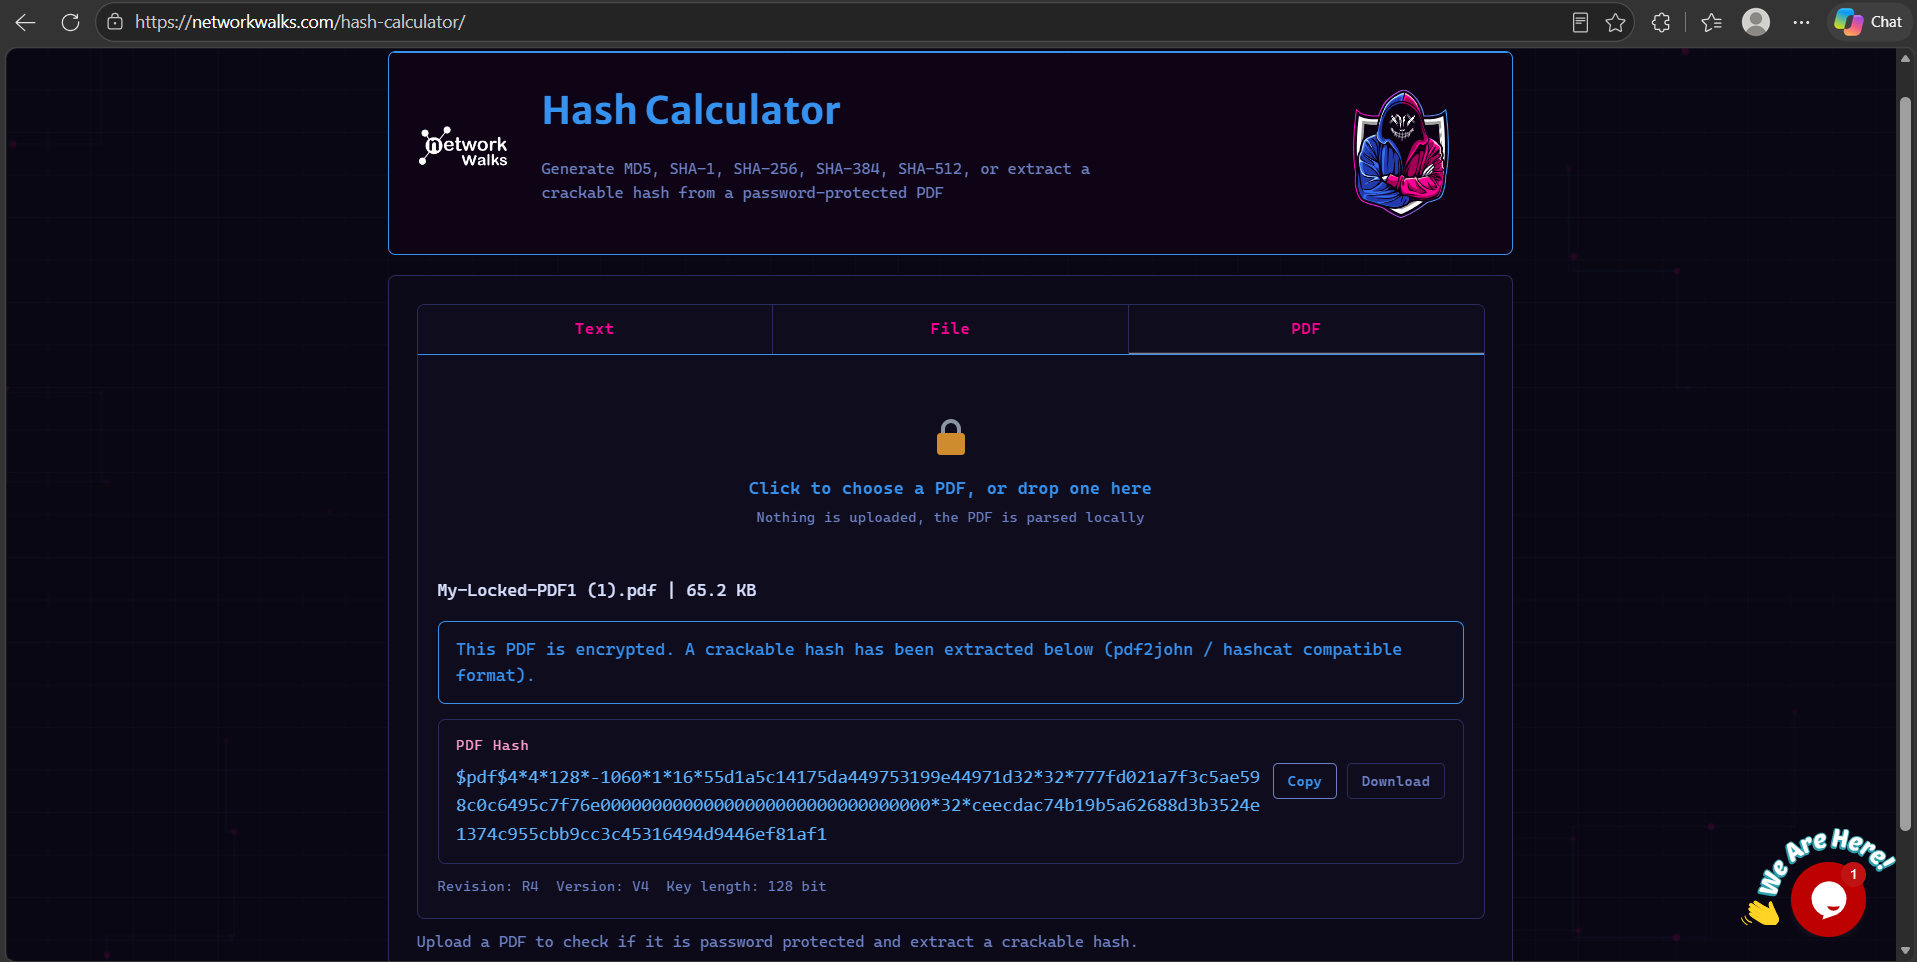 https://networkwalks.com/hash-calculator/
Chat
network
Walks
Hash Calculator
Generate MD5, SHA-1, SHA-256, SHA-384, SHA-512, or extract a
crackable hash from a password-protected PDF
Text File PDF
Click to choose a PDF, or drop one here
Nothing is uploaded, the PDF is parsed locally
My-Locked-PDF1 (1).pdf | 65.2 KB
This PDF is encrypted. A crackable hash has been extracted below (pdf2john / hashcat compatible
format).
PDF Hash
$pdf$4*4*128*-1060*1*16*55d1a5c14175da449753199e44971d32*32*777fd021a7f3c5ae59
8c0c6495c7f76e00000000000000000000000000000000*32*ceecdac74b19b5a62688d3b3524e
1374c955cbb9cc3c45316494d9446ef81af1
Copy Download
Revision: R4 Version: V4 Key length: 128 bit
Upload a PDF to check if it is password protected and extract a crackable hash.
We Are Here!
1